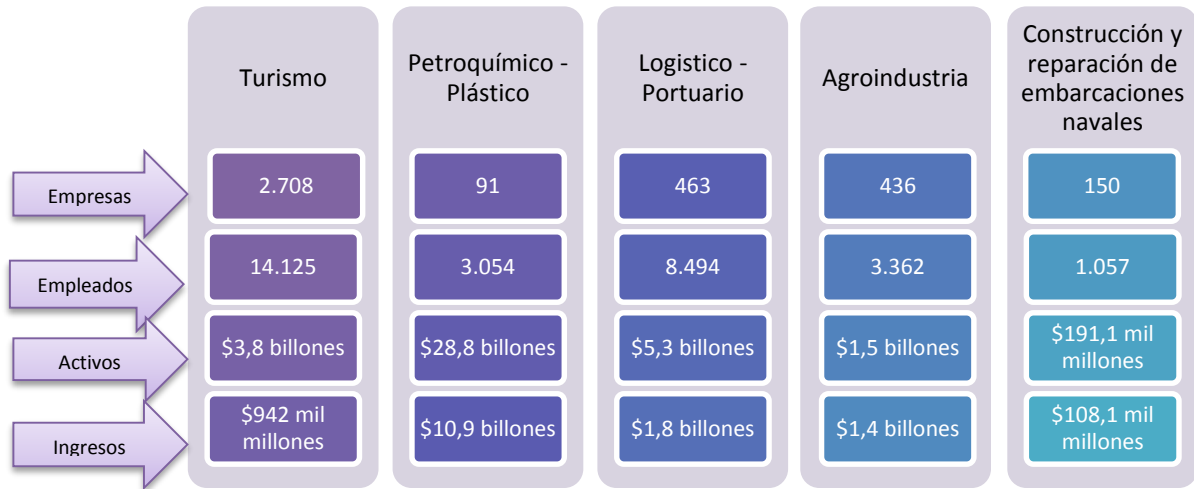 Turismo
Petroquímico -
Plástico
Logistico -
Portuario
Agroindustria
Construcción y
reparación de
embarcaciones
navales
Empresas
2.708
91
463
436
150
Empleados
14.125
3.054
8.494
3.362
1.057
Activos
$3,8 billones
$28,8 billones
$5,3 billones
$1,5 billones
$191,1 mil
millones
Ingresos
$942 mil
millones
$10,9 billones
$1,8 billones
$1,4 billones
$108,1 mil
millones